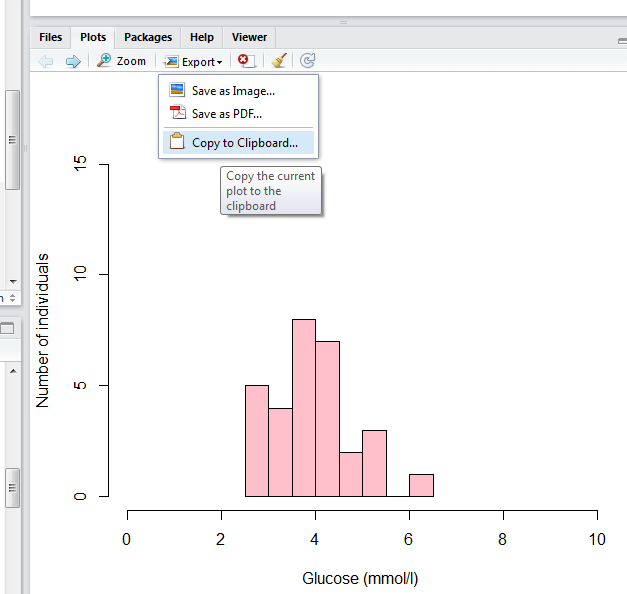 Files Plots Packages Help Viewer
Zoom Export
Save as Image...
Save as PDF...
Copy to Clipboard...
Copy the current
plot to the
clipboard
15
10
5
0
Number of individuals
0 2 4 6 8 10
Glucose (mmol/l)